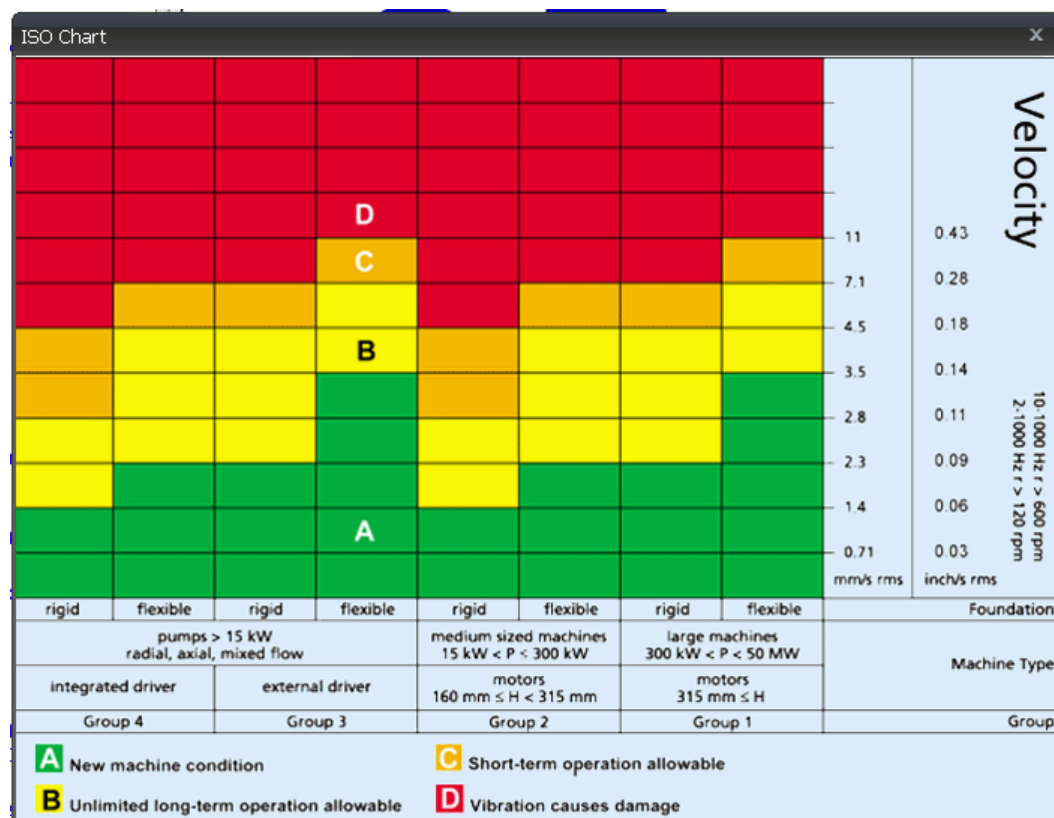 ISO Chart
X
D
C
B
A
11
7.1
4.5
3.5
2.8
2.3
1.4
0.71
mm/s rms
0.43
0.28
0.18
0.14
0.11
0.09
0.06
0.03
inch/s rms
Velocity
10-1000 Hz r > 600 rpm
2-1000 Hz r > 120 rpm
rigid flexible rigid flexible rigid flexible rigid flexible Foundation
pumps > 15 kW
radial, axial, mixed flow
medium sized machines
15 kW < P ≤ 300 kW
large machines
300 kW < P < 50 MW
Machine Type
integrated driver
external driver
motors
160 mm ≤ H < 315 mm
motors
315 mm ≤ H
Group 4 Group 3 Group 2 Group 1 Group
A New machine condition
C Short-term operation allowable
B Unlimited long-term operation allowable
D Vibration causes damage